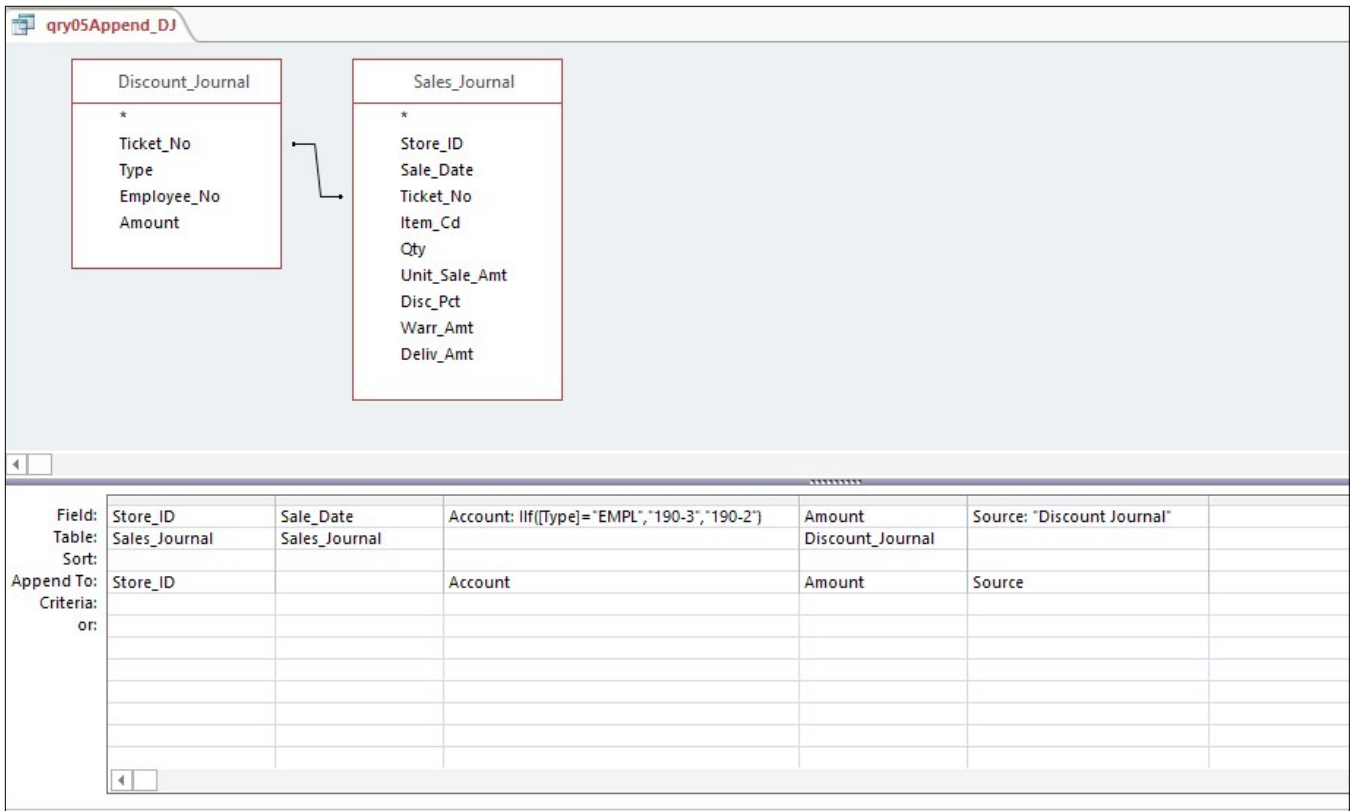 qry05Append_DJ
Discount_Journal
*
Ticket_No
Type
Employee_No
Amount
Sales_Journal
*
Store_ID
Sale_Date
Ticket_No
Item_Cd
Qty
Unit_Sale_Amt
Disc_Pct
Warr_Amt
Deliv_Amt
Field: Store_ID Sale_Date Account: IIf([Type]="EMPL","190-3","190-2") Amount Source: "Discount Journal"
Table: Sales_Journal Sales_Journal Discount_Journal
Sort:
Append To: Store_ID Account Amount Source
Criteria:
or: